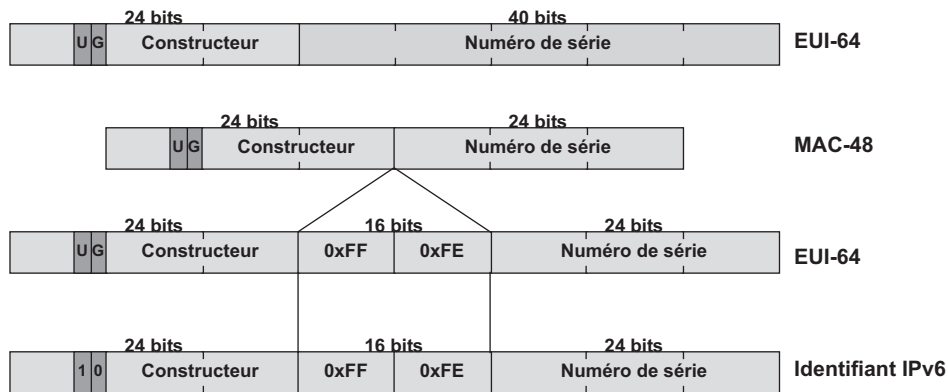 24 bits 40 bits
U G Constructeur Numéro de série EUI-64
24 bits 24 bits
U G Constructeur Numéro de série MAC-48
24 bits 16 bits 24 bits
U G Constructeur 0xFF 0xFE Numéro de série EUI-64
24 bits 16 bits 24 bits
1 0 Constructeur 0xFF 0xFE Numéro de série Identifiant IPv6